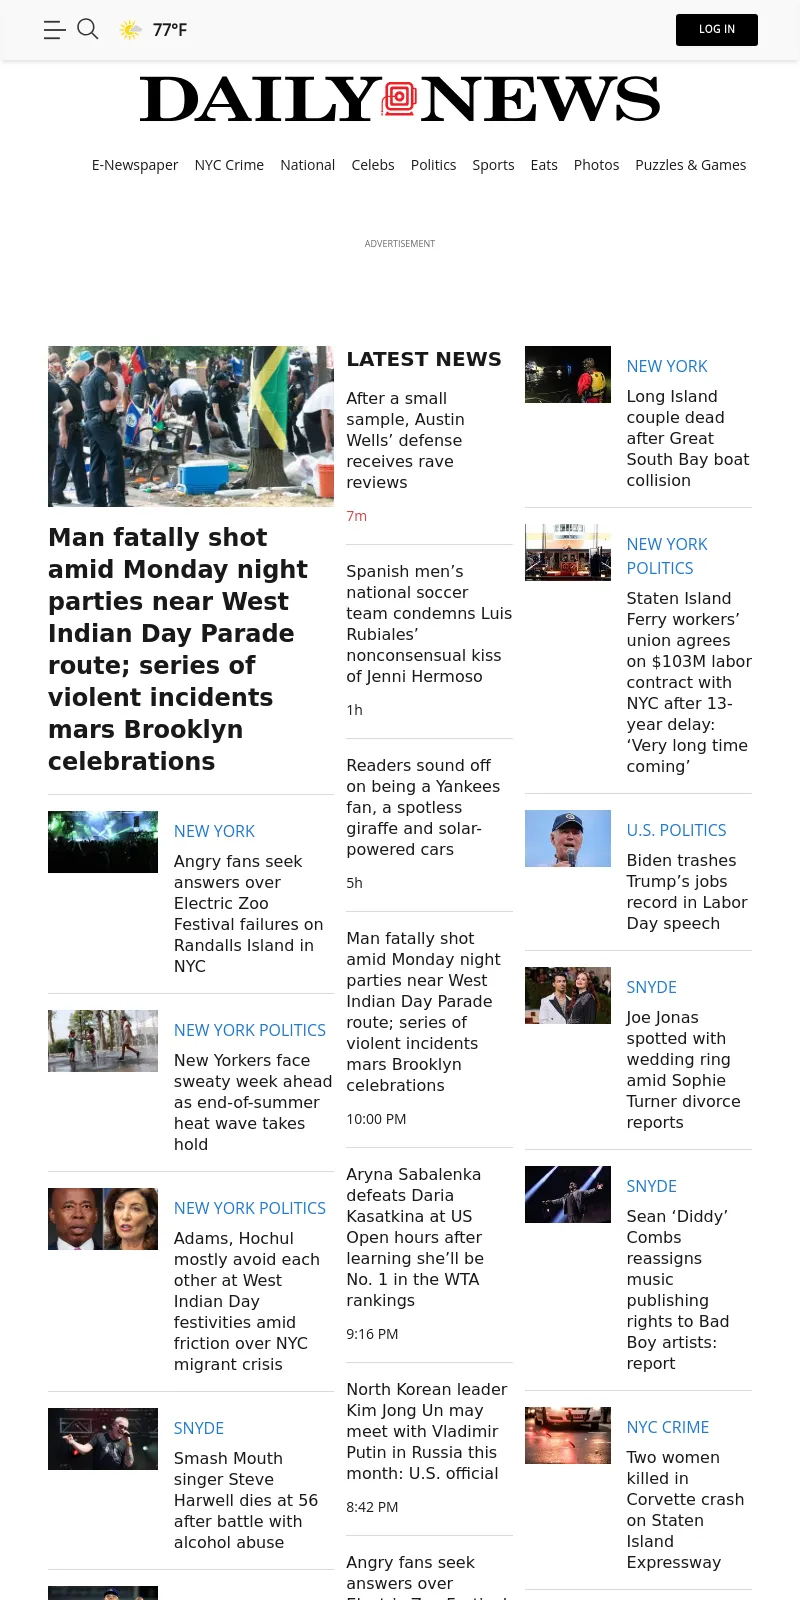 77°F
LOG IN
DAILY NEWS
E-Newspaper NYC Crime National Celebs Politics Sports Eats Photos Puzzles & Games
ADVERTISEMENT
Man fatally shot
amid Monday night
parties near West
Indian Day Parade
route; series of
violent incidents
mars Brooklyn
celebrations
NEW YORK
Angry fans seek
answers over
Electric Zoo
Festival failures on
Randalls Island in
NYC
NEW YORK POLITICS
New Yorkers face
sweaty week ahead
as end-of-summer
heat wave takes
hold
NEW YORK POLITICS
Adams, Hochul
mostly avoid each
other at West
Indian Day
festivities amid
friction over NYC
migrant crisis
SNYDE
Smash Mouth
singer Steve
Harwell dies at 56
after battle with
alcohol abuse
LATEST NEWS
After a small
sample, Austin
Wells’ defense
receives rave
reviews
7m
Spanish men’s
national soccer
team condemns Luis
Rubiales’
nonconsensual kiss
of Jenni Hermoso
1h
Readers sound off
on being a Yankees
fan, a spotless
giraffe and solar-
powered cars
5h
Man fatally shot
amid Monday night
parties near West
Indian Day Parade
route; series of
violent incidents
mars Brooklyn
celebrations
10:00 PM
Aryna Sabalenka
defeats Daria
Kasatkina at US
Open hours after
learning she’ll be
No. 1 in the WTA
rankings
9:16 PM
North Korean leader
Kim Jong Un may
meet with Vladimir
Putin in Russia this
month: U.S. official
8:42 PM
Angry fans seek
answers over
Electric Zoo Festival
NEW YORK
Long Island
couple dead
after Great
South Bay boat
collision
NEW YORK
POLITICS
Staten Island
Ferry workers’
union agrees
on $103M labor
contract with
NYC after 13-
year delay:
‘Very long time
coming’
U.S. POLITICS
Biden trashes
Trump’s jobs
record in Labor
Day speech
SNYDE
Joe Jonas
spotted with
wedding ring
amid Sophie
Turner divorce
reports
SNYDE
Sean ‘Diddy’
Combs
reassigns
music
publishing
rights to Bad
Boy artists:
report
NYC CRIME
Two women
killed in
Corvette crash
on Staten
Island
Expressway